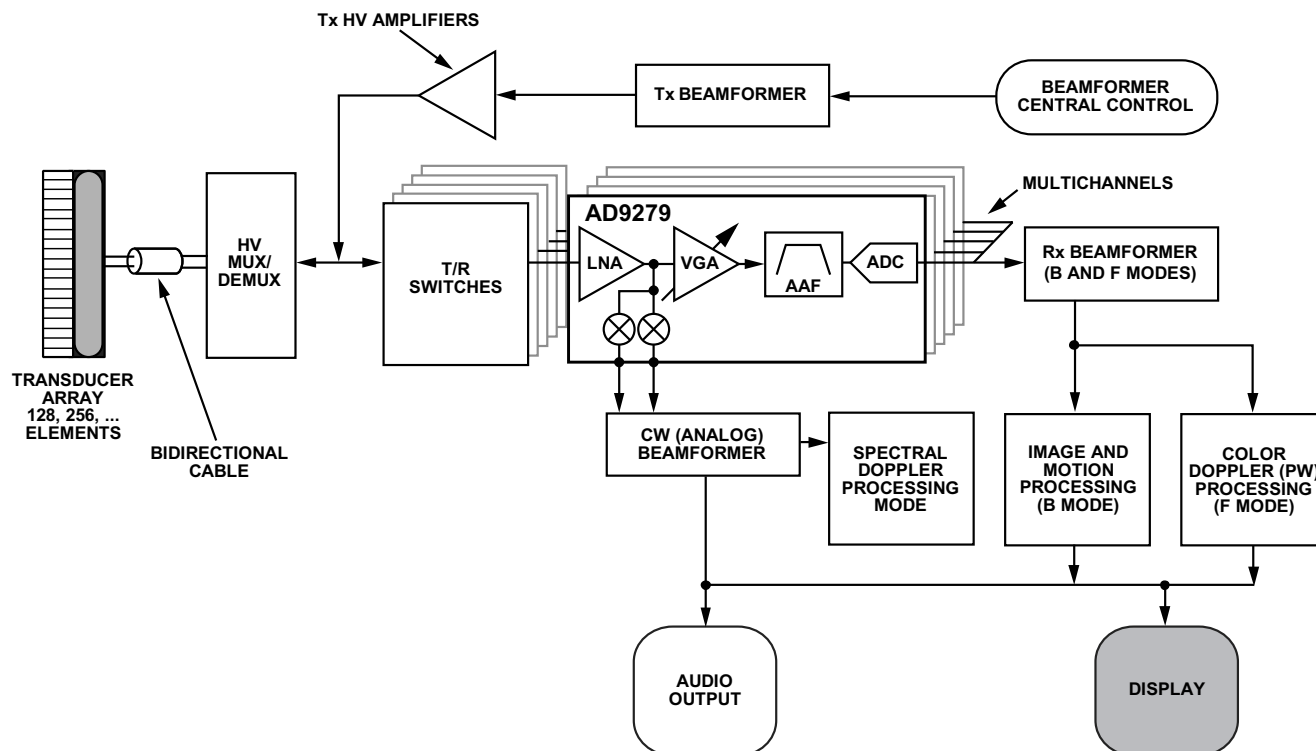 Tx HV AMPLIFIERS
Tx BEAMFORMER
BEAMFORMER
CENTRAL CONTROL
HV
MUX/
DEMUX
T/R
SWITCHES
AD9279
LNA
VGA
AAF
ADC
MULTICHANNELS
Rx BEAMFORMER
(B AND F MODES)
TRANSDUCER
ARRAY
128, 256, ...
ELEMENTS
BIDIRECTIONAL
CABLE
CW (ANALOG)
BEAMFORMER
SPECTRAL
DOPPLER
PROCESSING
MODE
IMAGE AND
MOTION
PROCESSING
(B MODE)
COLOR
DOPPLER (PW)
PROCESSING
(F MODE)
AUDIO
OUTPUT
DISPLAY